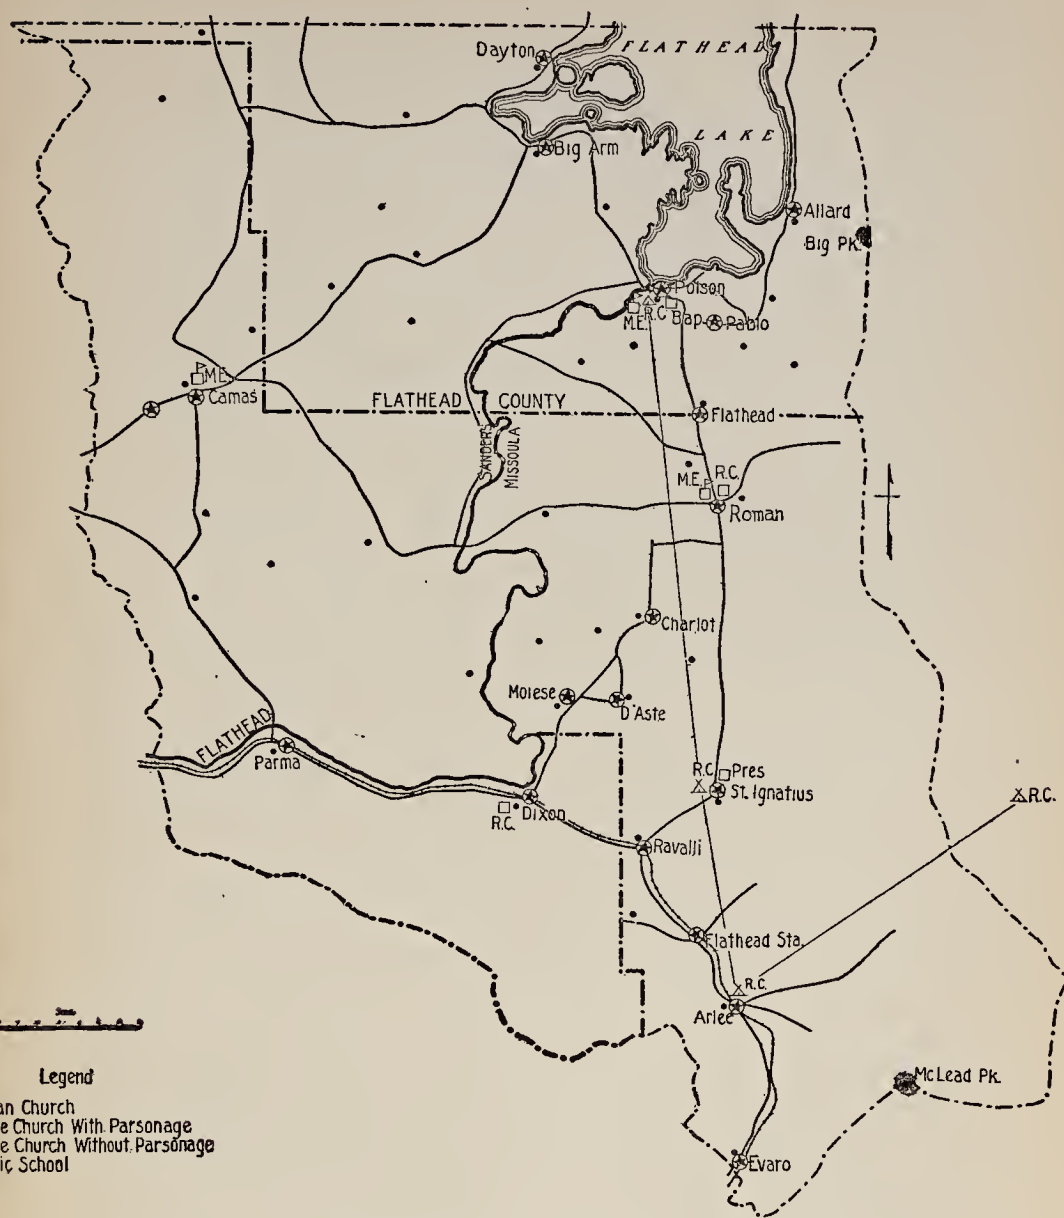 Dayton
FLATHEAD
LAKE
Big Arm
Allard
Big Pk.
Polson
M.E. R.C. Bap Pablo
M.E.
Camas
FLATHEAD COUNTY
Flathead
SANDERS
MISSOULA
M.E. R.C.
Roman
Charlot
Moiese
D'Aste
FLATHEAD
Parma
R.C. Pres
St. Ignatius
R.C.
Dixon
R.C.
Ravalli
Flathead Sta.
R.C.
Arlee
McLead Pk.
Evaro
Legend
an Church
e Church With Parsonage
e Church Without Parsonage
ic School